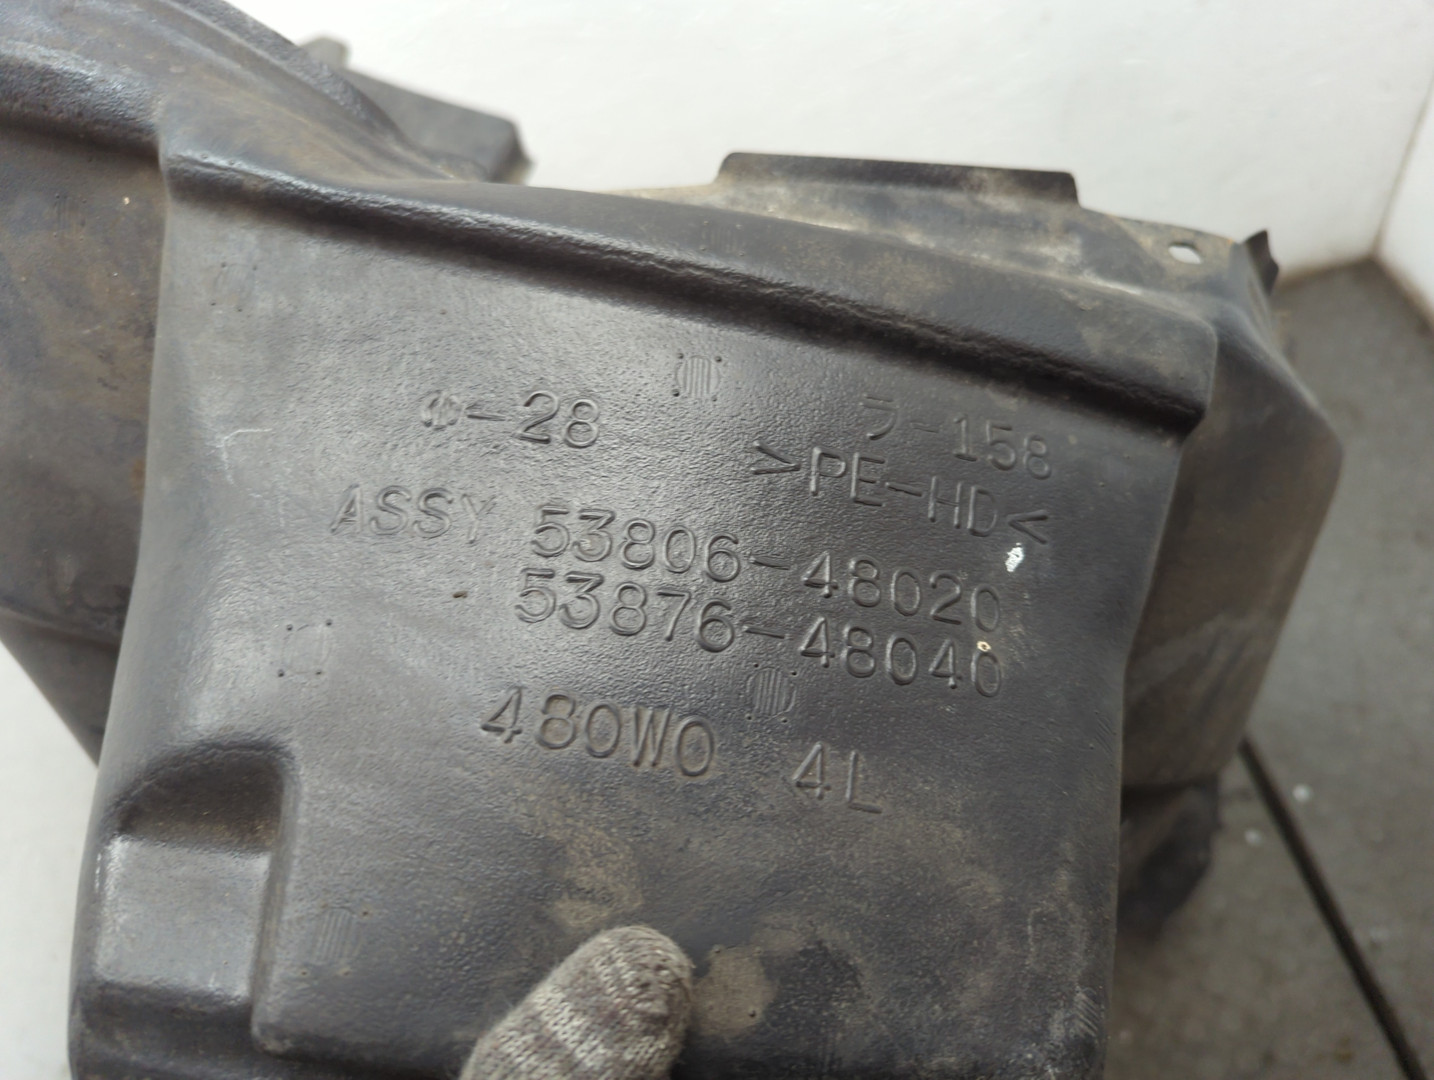 -28
ラ-158
>PE-HD<
ASSY 53806-48020
53876-48040
480W0 4L